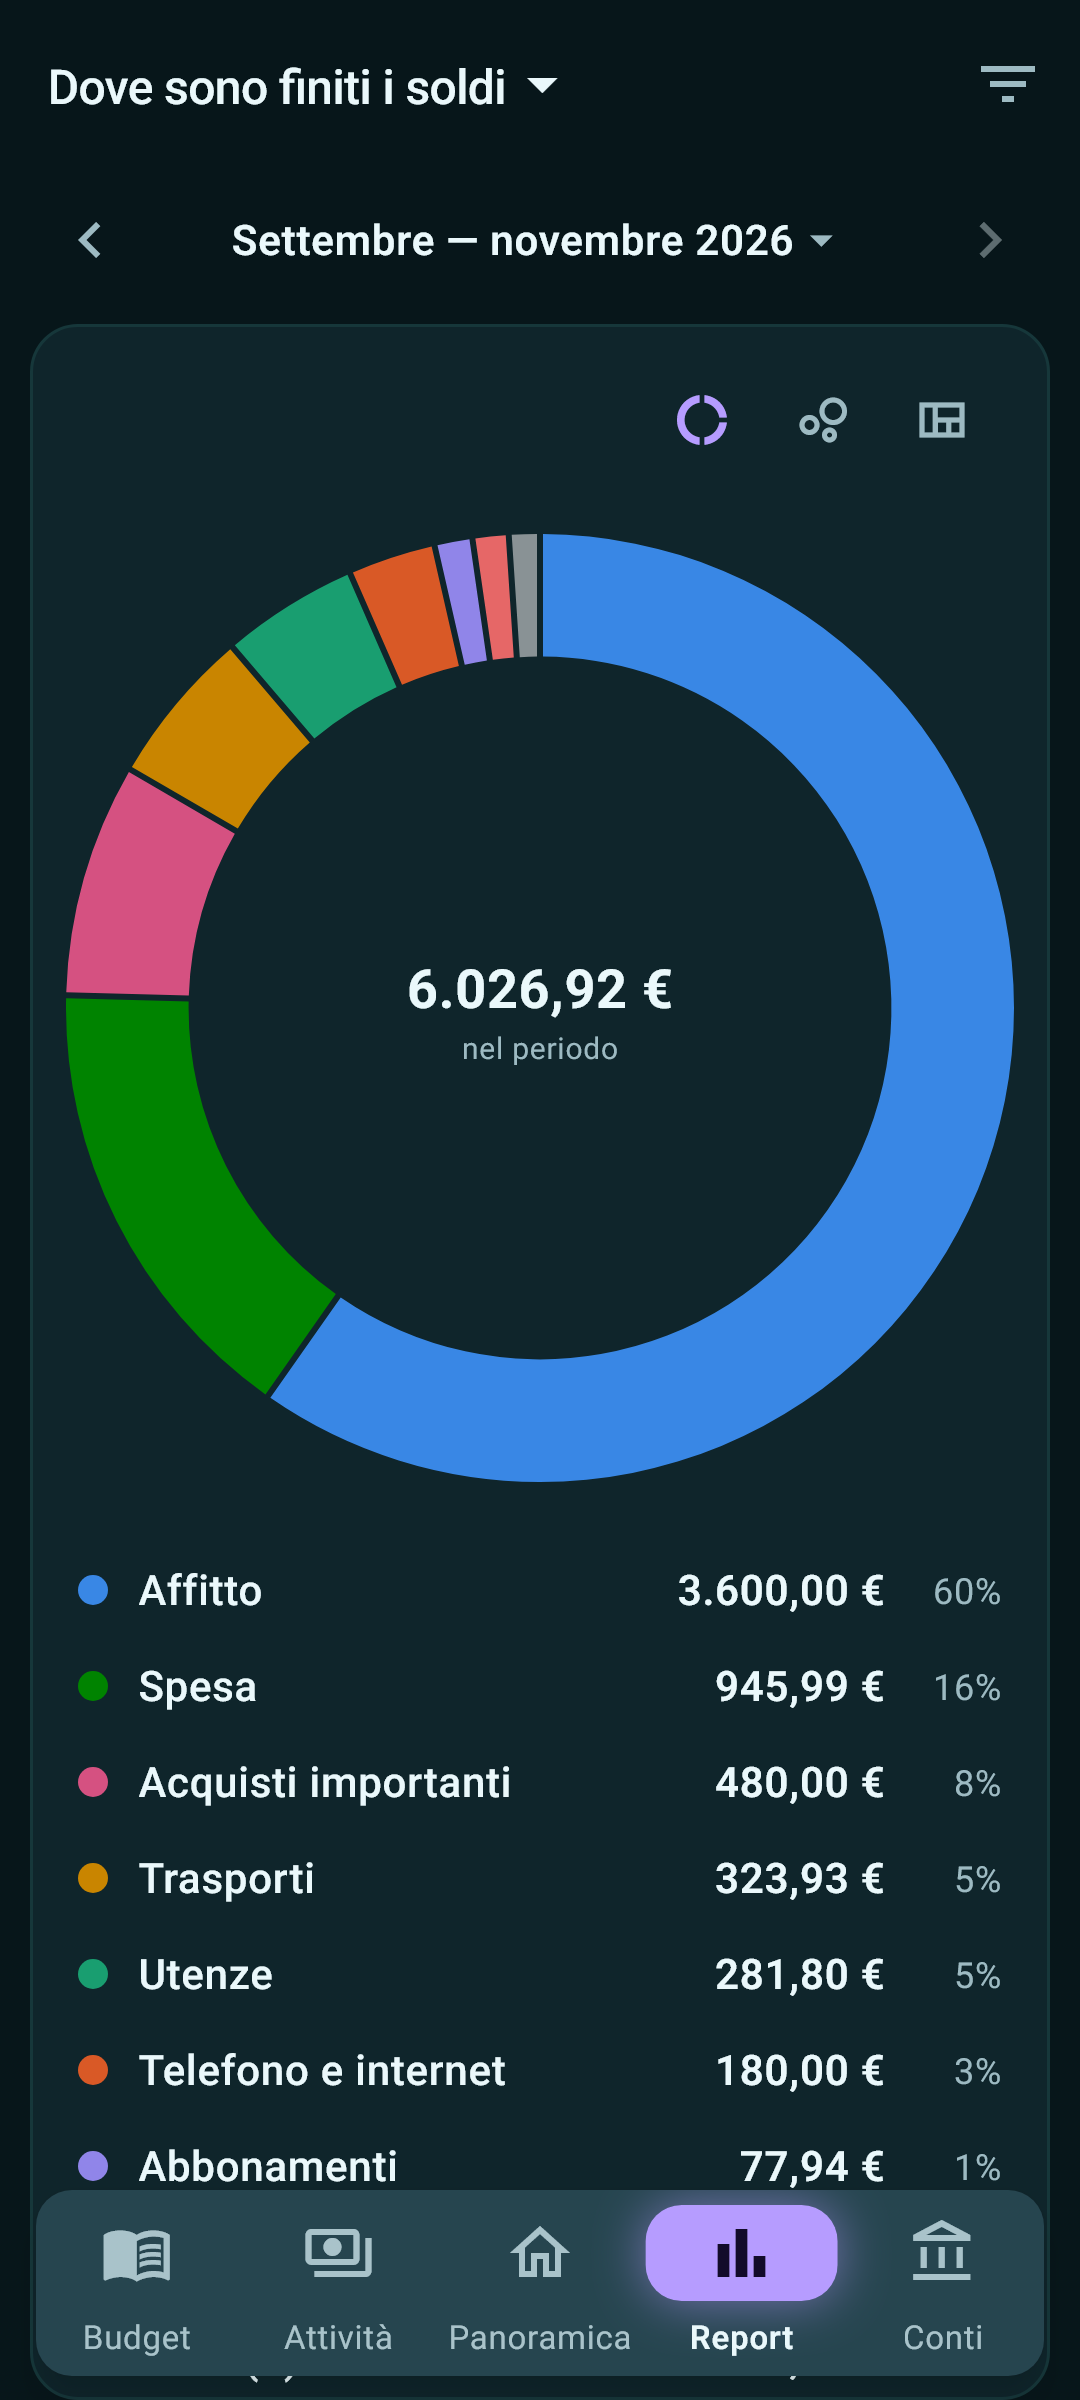 Dove sono finiti i soldi
Settembre — novembre 2026
6.026,92 €
nel periodo
Affitto 3.600,00 € 60%
Spesa 945,99 € 16%
Acquisti importanti 480,00 € 8%
Trasporti 323,93 € 5%
Utenze 281,80 € 5%
Telefono e internet 180,00 € 3%
Abbonamenti 77,94 € 1%
Budget Attività Panoramica Report Conti